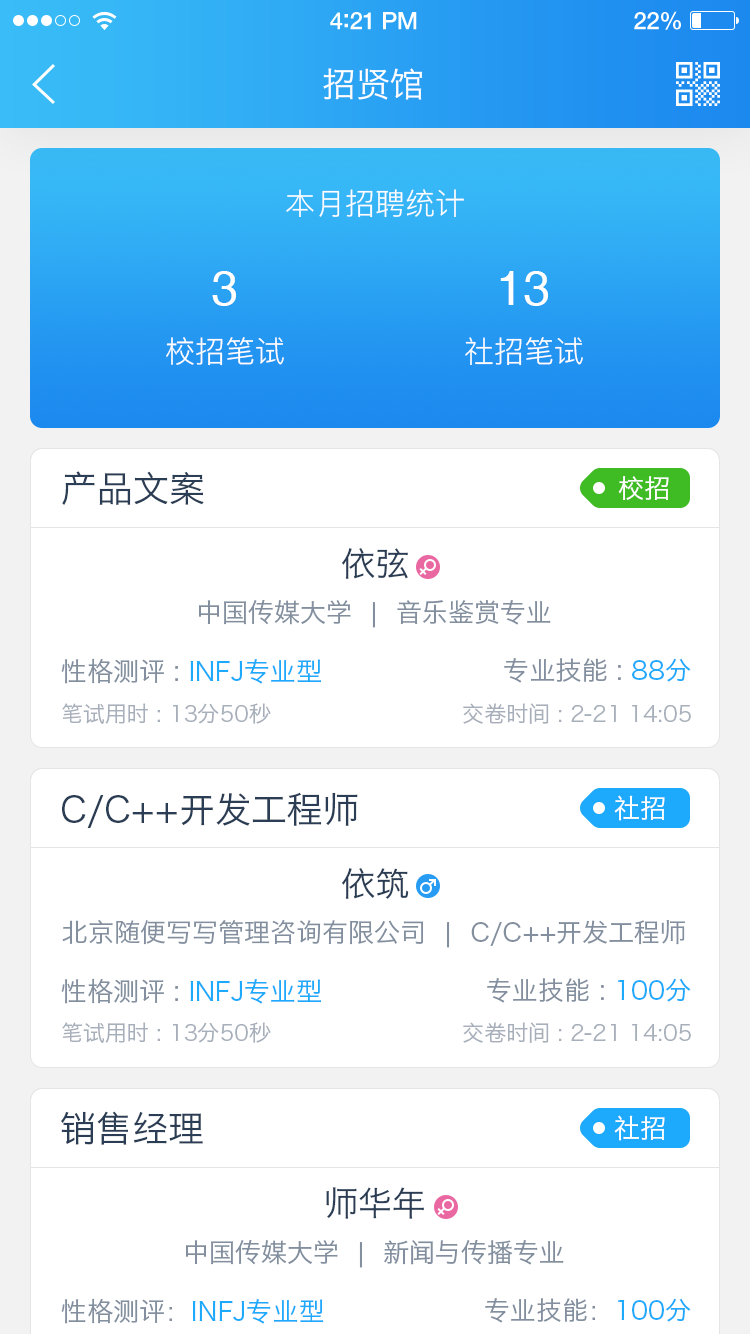 4:21 PM 22%
招贤馆
本月招聘统计
3 13
校招笔试 社招笔试
产品文案 校招
依弦
中国传媒大学 | 音乐鉴赏专业
性格测评 : INFJ专业型 专业技能 : 88分
笔试用时 : 13分50秒 交卷时间 : 2-21 14:05
C/C++开发工程师 社招
依筑
北京随便写写管理咨询有限公司 | C/C++开发工程师
性格测评 : INFJ专业型 专业技能 : 100分
笔试用时 : 13分50秒 交卷时间 : 2-21 14:05
销售经理 社招
师华年
中国传媒大学 | 新闻与传播专业
性格测评: INFJ专业型 专业技能: 100分